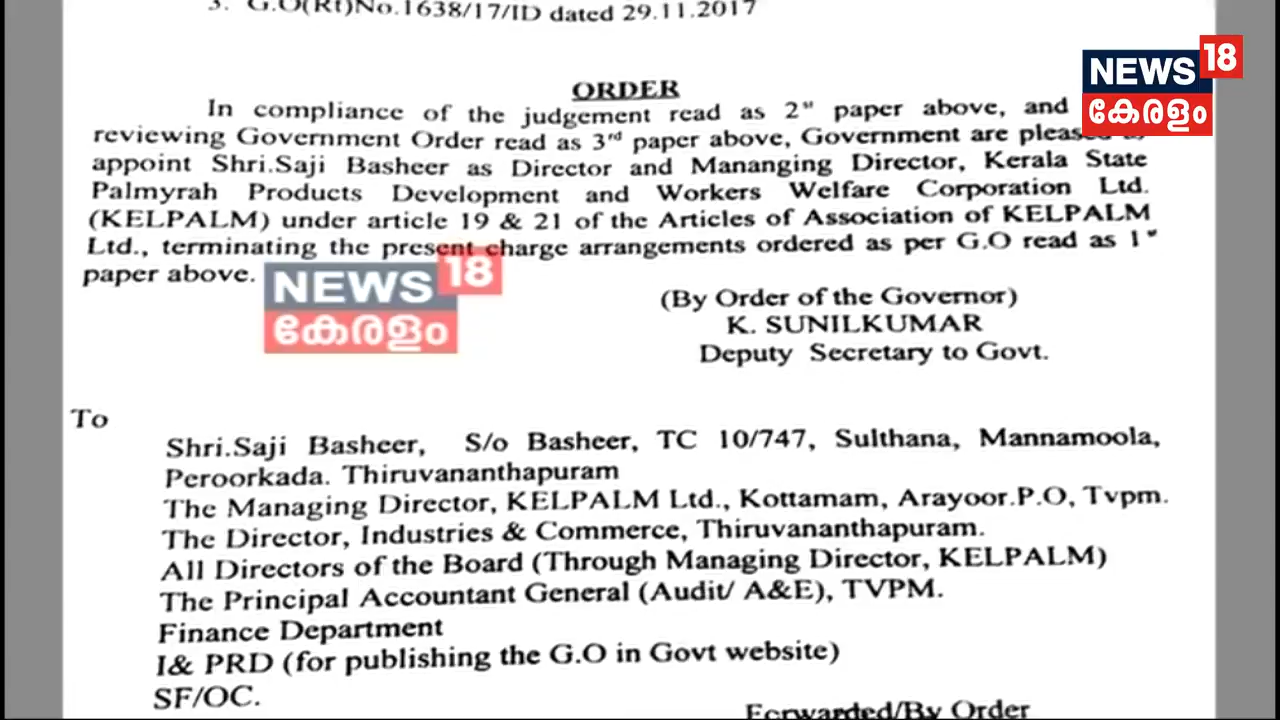 3. G.O(Rt)No.1638/17/ID dated 29.11.2017
NEWS 18
കേരളം
ORDER
In compliance of the judgement read as 2ⁿᵈ paper above, and
reviewing Government Order read as 3ʳᵈ paper above, Government are pleased
appoint Shri.Saji Basheer as Director and Mananging Director, Kerala State
Palmyrah Products Development and Workers Welfare Corporation Ltd.
(KELPALM) under article 19 & 21 of the Articles of Association of KELPALM
Ltd., terminating the present charge arrangements ordered as per G.O read as 1ˢᵗ
paper above.
NEWS 18
കേരളം
(By Order of the Governor)
K. SUNILKUMAR
Deputy Secretary to Govt.
To
Shri.Saji Basheer, S/o Basheer, TC 10/747, Sulthana, Mannamoola,
Peroorkada. Thiruvananthapuram
The Managing Director, KELPALM Ltd., Kottamam, Arayoor.P.O, Tvpm.
The Director, Industries & Commerce, Thiruvananthapuram.
All Directors of the Board (Through Managing Director, KELPALM)
The Principal Accountant General (Audit/ A&E), TVPM.
Finance Department
I& PRD (for publishing the G.O in Govt website)
SF/OC.
Forwarded/By Order